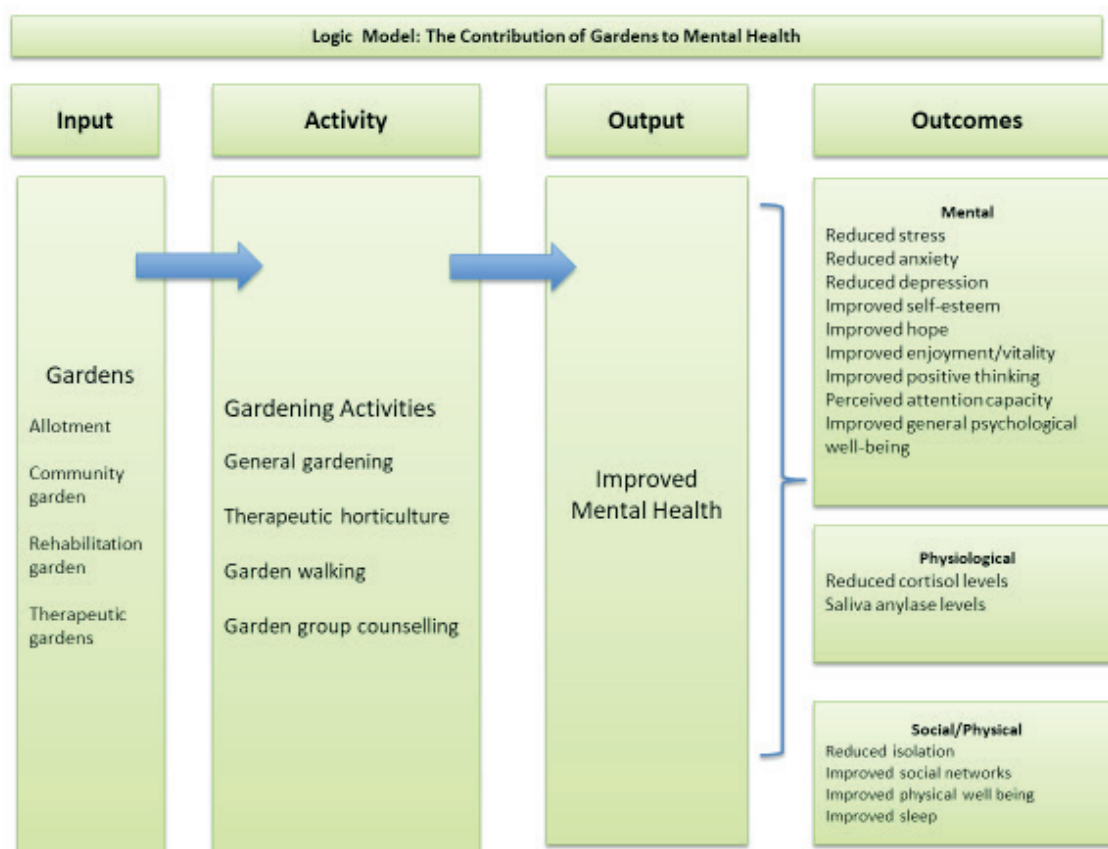 Logic Model: The Contribution of Gardens to Mental Health
Input
Activity
Output
Outcomes
Gardens
Allotment
Community
garden
Rehabilitation
garden
Therapeutic
gardens
Gardening Activities
General gardening
Therapeutic horticulture
Garden walking
Garden group counselling
Improved
Mental Health
Mental
Reduced stress
Reduced anxiety
Reduced depression
Improved self-esteem
Improved hope
Improved enjoyment/vitality
Improved positive thinking
Perceived attention capacity
Improved general psychological
well-being
Physiological
Reduced cortisol levels
Saliva anylase levels
Social/Physical
Reduced isolation
Improved social networks
Improved physical well being
Improved sleep